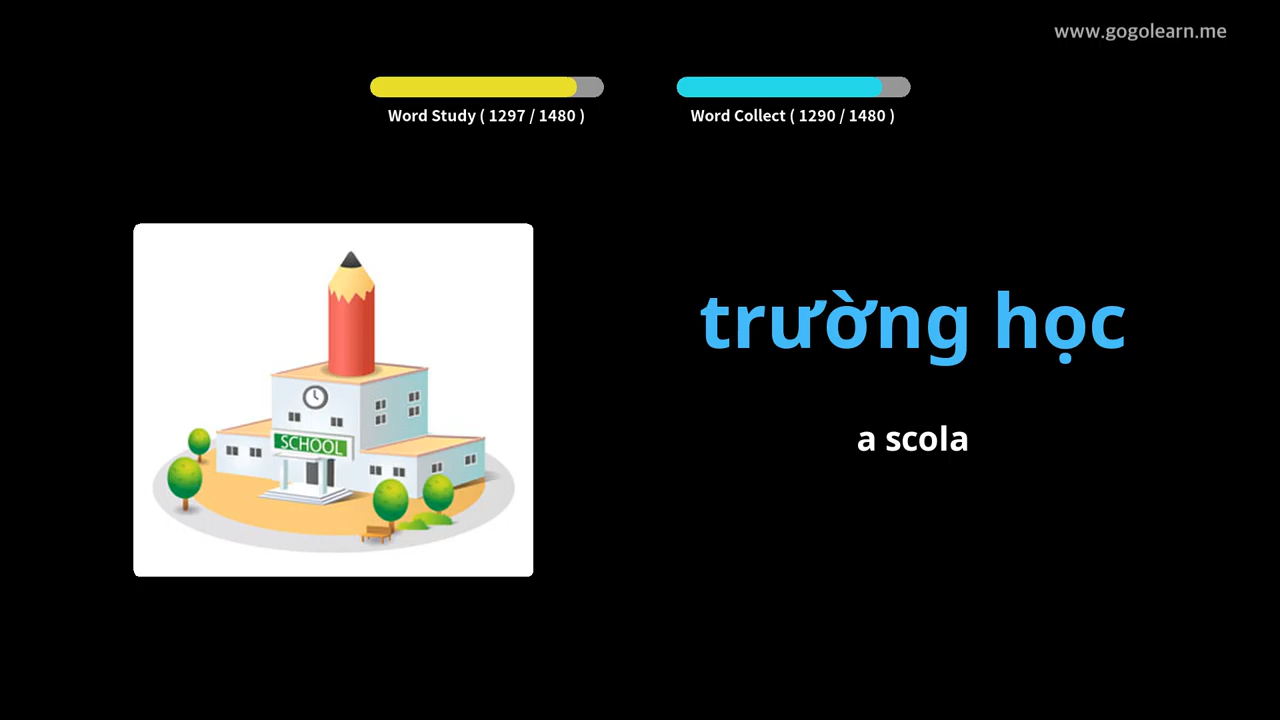 www.gogolearn.me
Word Study ( 1297 / 1480 )
Word Collect ( 1290 / 1480 )
SCHOOL
trường học
a scola